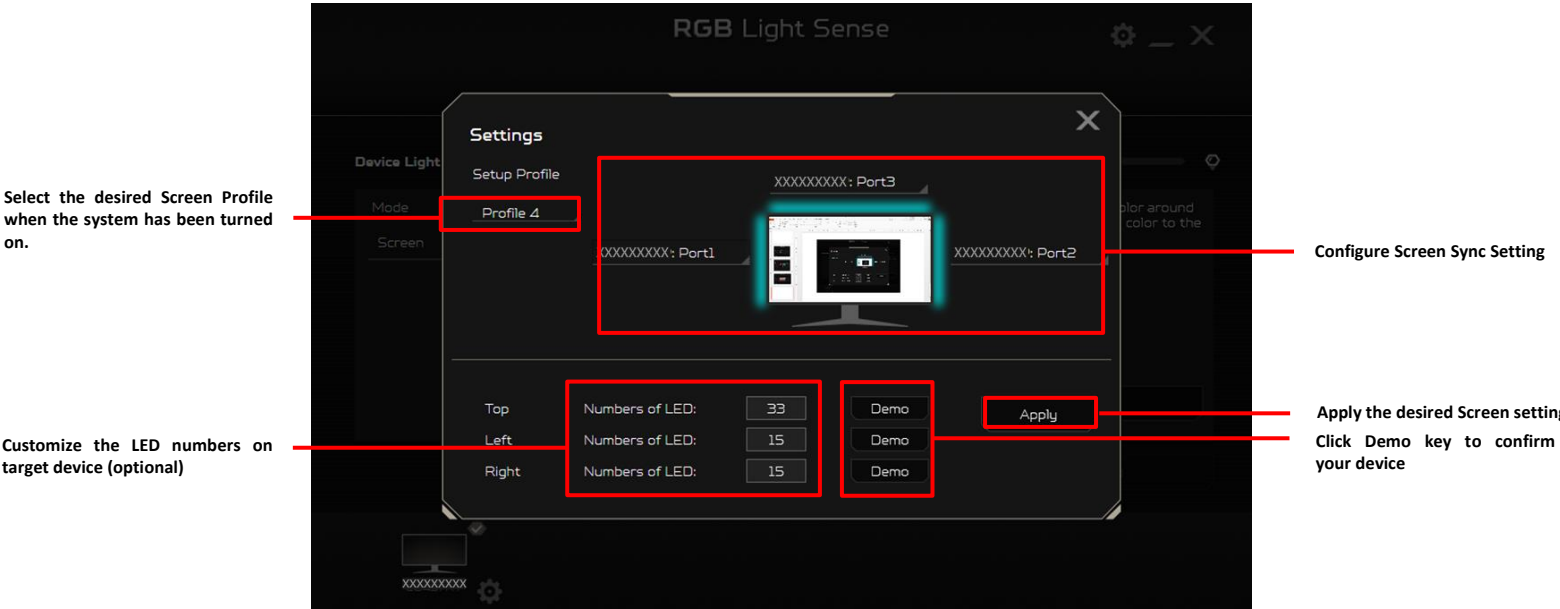 RGB Light Sense
Settings
Device Light
Setup Profile
XXXXXXXXX': Port3
Select the desired Screen Profile
when the system has been turned
on.
Mode
Profile 4
color around
color to the
Screen
XXXXXXXXX': Port1
XXXXXXXXX': Port2
Configure Screen Sync Setting
Top Numbers of LED: 33 Demo Apply
Apply the desired Screen setting
Left Numbers of LED: 15 Demo
Customize the LED numbers on
target device (optional)
Click Demo key to confirm
your device
Right Numbers of LED: 15 Demo
XXXXXXXXX